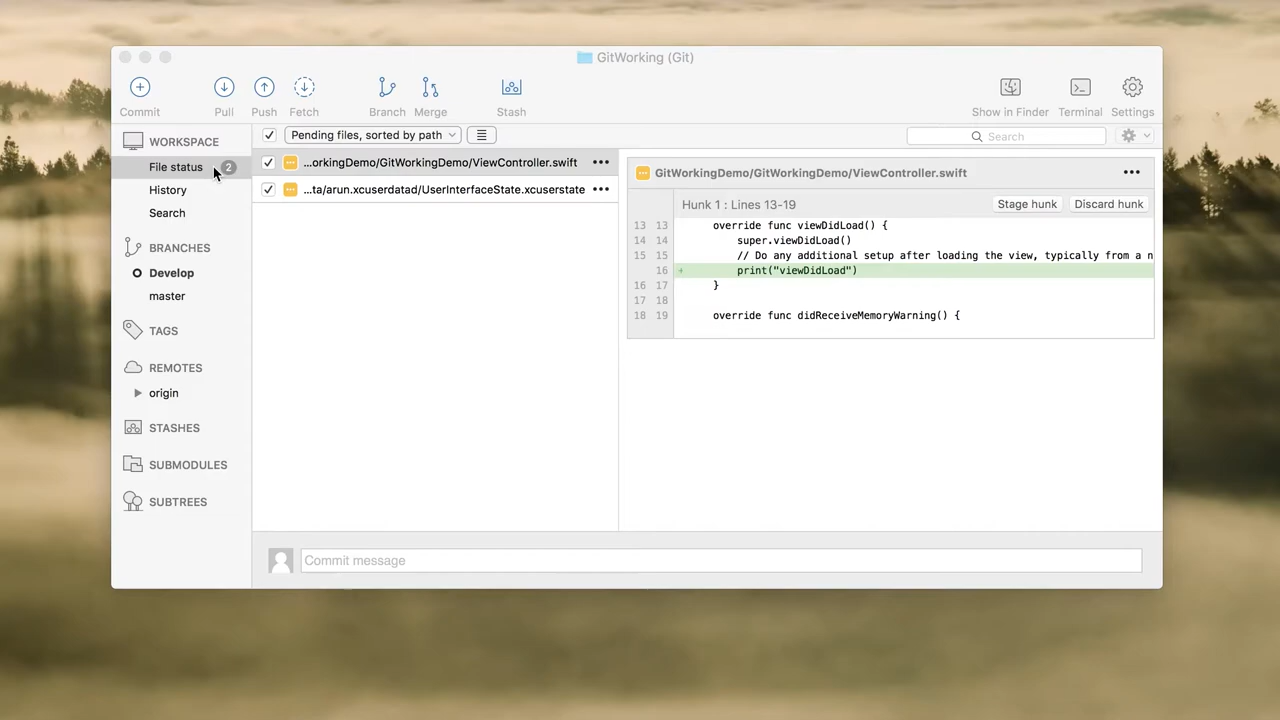 GitWorking (Git)
Commit
Pull
Push
Fetch
Branch
Merge
Stash
Show in Finder
Terminal
Settings
WORKSPACE
File status
2
History
Search
BRANCHES
Develop
master
TAGS
REMOTES
origin
STASHES
SUBMODULES
SUBTREES
Pending files, sorted by path
Search
...orkingDemo/GitWorkingDemo/ViewController.swift
...ta/arun.xcuserdatad/UserInterfaceState.xcuserstate
GitWorkingDemo/GitWorkingDemo/ViewController.swift
Hunk 1 : Lines 13-19
Stage hunk
Discard hunk
13 13 override func viewDidLoad() {
14 14 super.viewDidLoad()
15 15 // Do any additional setup after loading the view, typically from a n
16 + print("viewDidLoad")
16 17 }
17 18
18 19 override func didReceiveMemoryWarning() {
Commit message